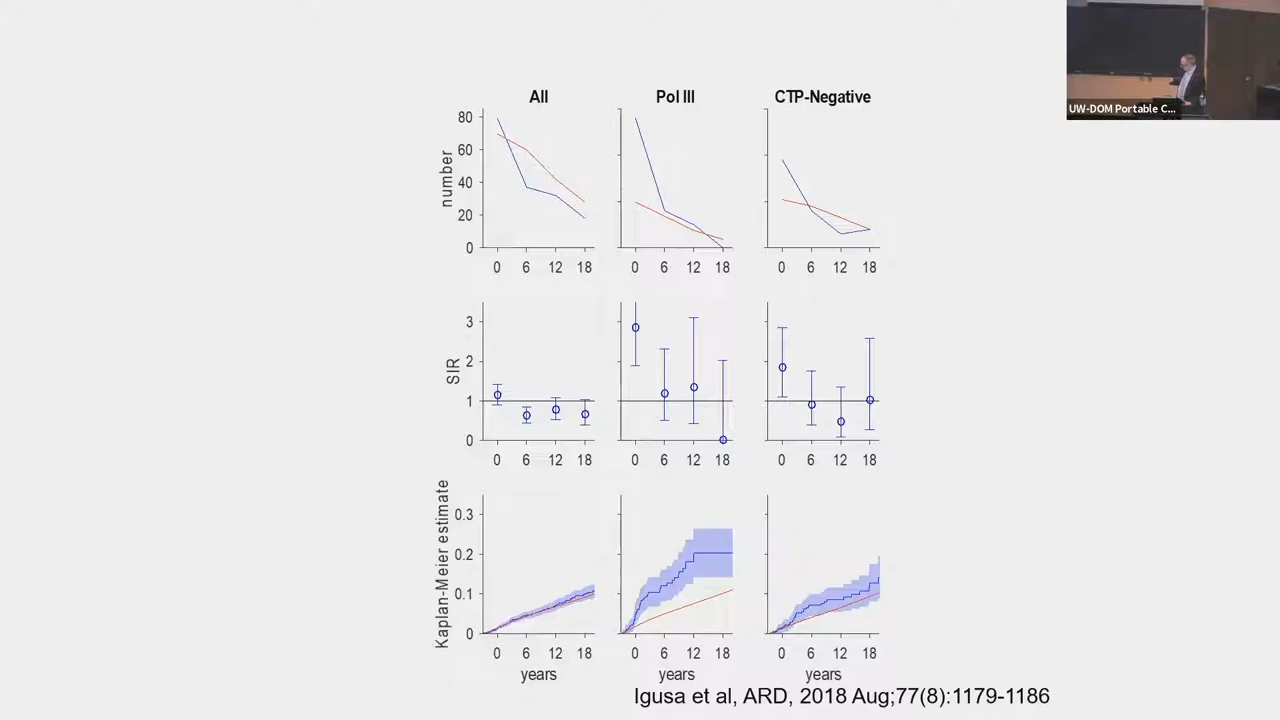 UW-DOM Portable C...
All Pol III CTP-Negative
80
60
40
20
0
number
0 6 12 18 0 6 12 18 0 6 12 18
3
2
1
0
SIR
0 6 12 18 0 6 12 18 0 6 12 18
0.3
0.2
0.1
0
Kaplan-Meier estimate
0 6 12 18 0 6 12 18 0 6 12 18
years years years
Igusa et al, ARD, 2018 Aug;77(8):1179-1186